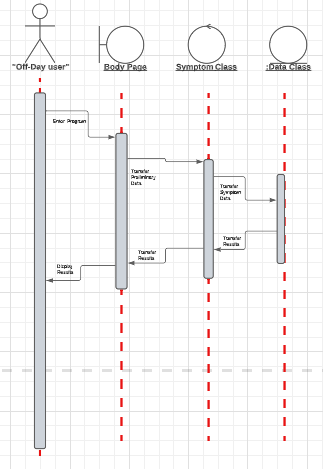 "Off-Day user"
Body Page
Symptom Class
:Data Class
Enter Program
Transfer
Preliminary
Data.
Transfer
Symptom
Data.
Transfer
Results
Transfer
Results
Display
Results